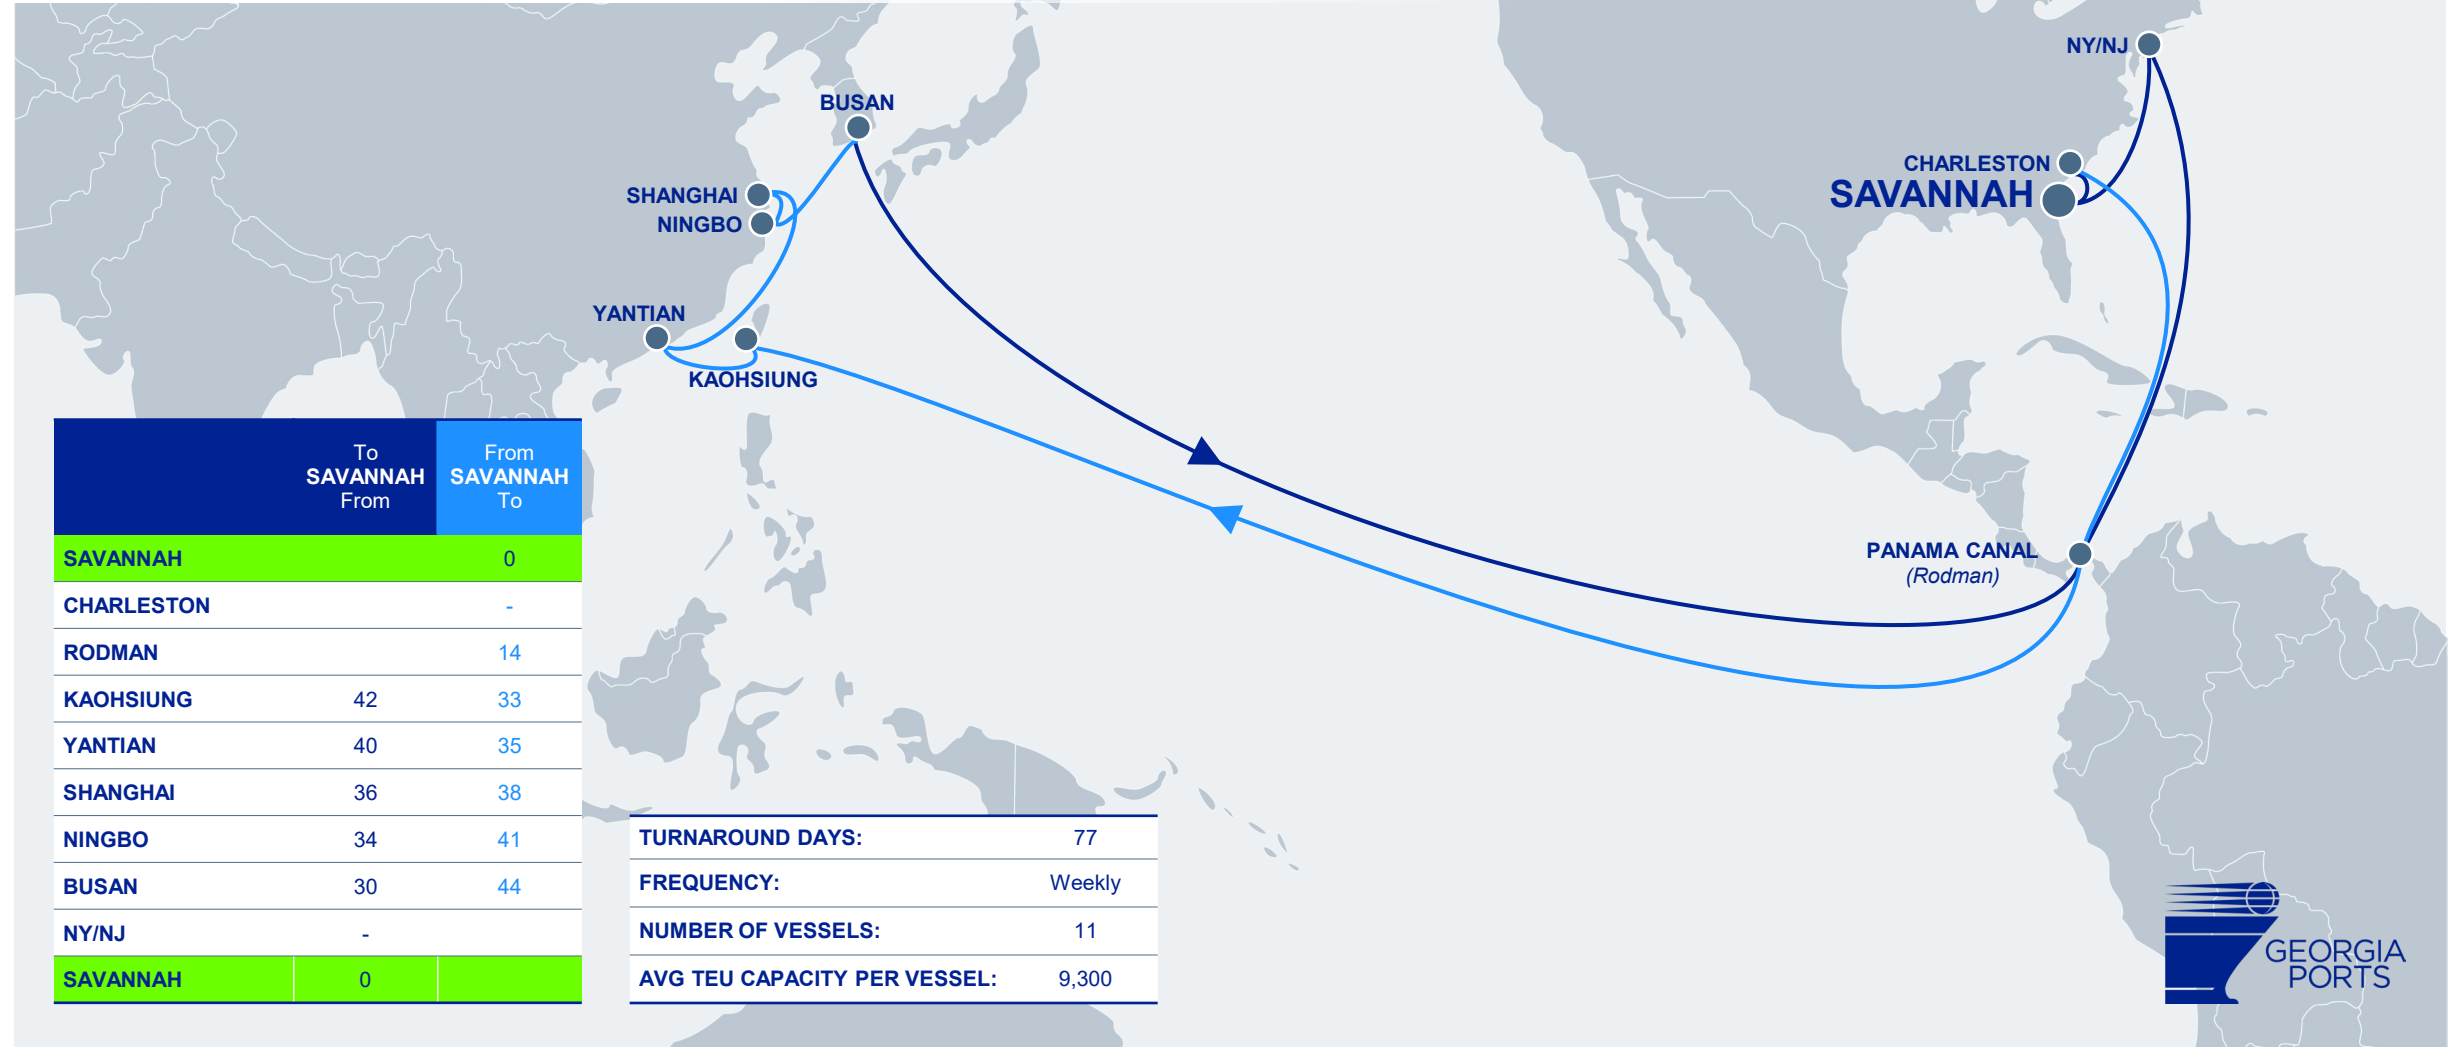 NY/NJ
BUSAN
CHARLESTON
SAVANNAH
SHANGHAI
NINGBO
YANTIAN
KAOHSIUNG
PANAMA CANAL
(Rodman)
To SAVANNAH From | From SAVANNAH To
SAVANNAH 0
CHARLESTON -
RODMAN 14
KAOHSIUNG 42 33
YANTIAN 40 35
SHANGHAI 36 38
NINGBO 34 41
BUSAN 30 44
NY/NJ -
SAVANNAH 0
TURNAROUND DAYS: 77
FREQUENCY: Weekly
NUMBER OF VESSELS: 11
AVG TEU CAPACITY PER VESSEL: 9,300
GEORGIA
PORTS